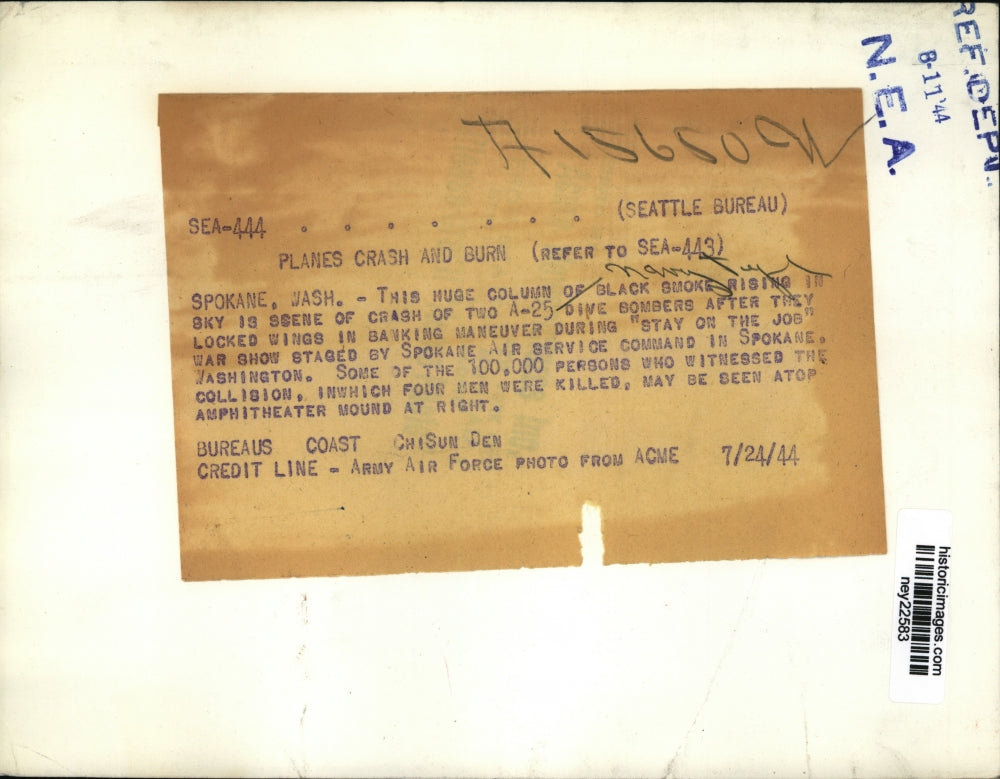 REF. DEPT.
8-17'44
N.E.A.
A 15650
SEA-444 . . . . . . . . (SEATTLE BUREAU)
PLANES CRASH AND BURN (REFER TO SEA-443)
SPOKANE, WASH. - THIS HUGE COLUMN OF BLACK SMOKE RISING IN
SKY IS SSENE OF CRASH OF TWO A-25 DIVE BOMBERS AFTER THEY
LOCKED WINGS IN BANKING MANEUVER DURING "STAY ON THE JOB"
WAR SHOW STAGED BY SPOKANE AIR SERVICE COMMAND IN SPOKANE,
WASHINGTON. SOME OF THE 100,000 PERSONS WHO WITNESSED THE
COLLISION, INWHICH FOUR MEN WERE KILLED, MAY BE SEEN ATOP
AMPHITHEATER MOUND AT RIGHT.
BUREAUS COAST CHISUN DEN
CREDIT LINE - ARMY AIR FORCE PHOTO FROM ACME 7/24/44
historicimages.com
ney22583